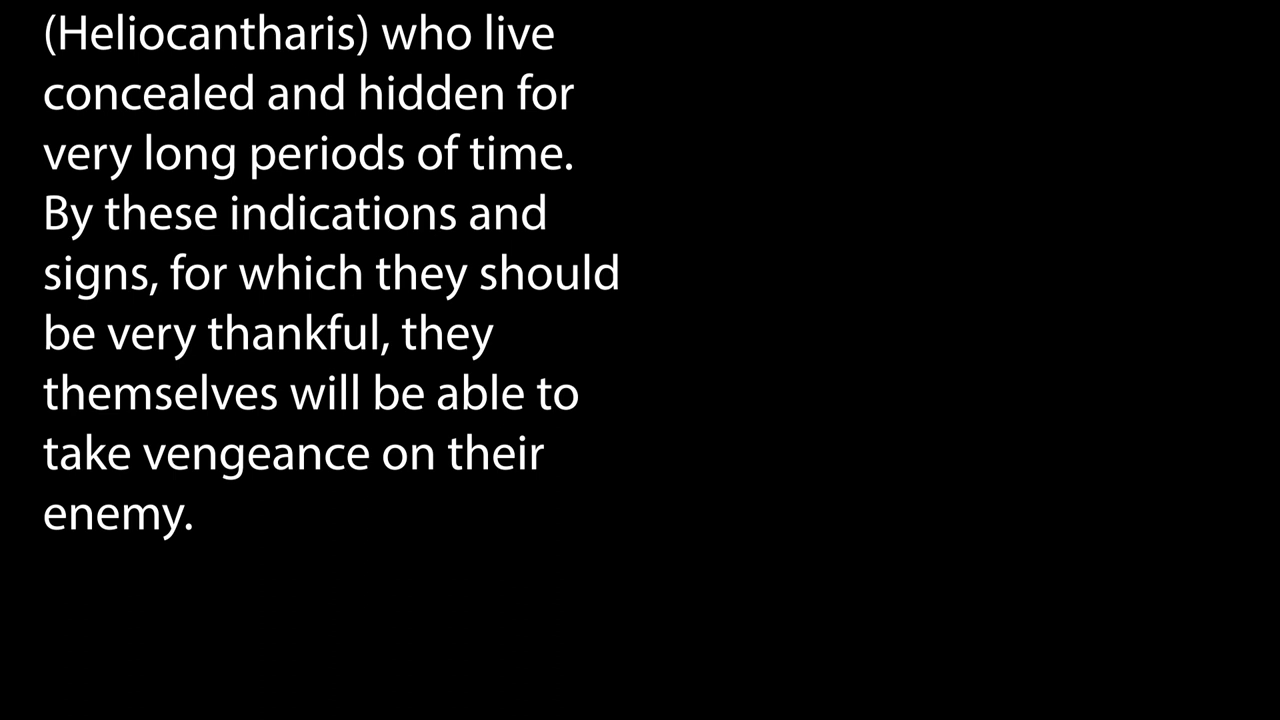 (Heliocantharis) who live
concealed and hidden for
very long periods of time.
By these indications and
signs, for which they should
be very thankful, they
themselves will be able to
take vengeance on their
enemy.